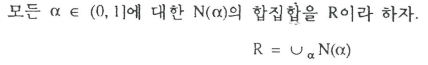 모든 α ∈ (0, 1]에 대한 N(α)의 합집합을 R이라 하자.
R = ∪ α N(α)